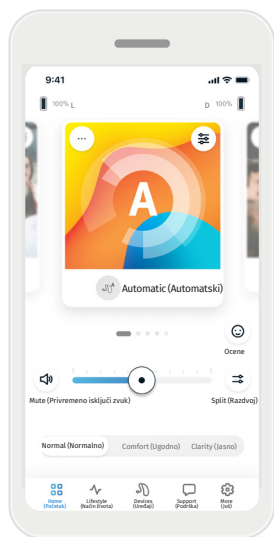 9:41
100% L
D 100%
A
A
Automatic (Automatski)
Ocene
Mute (Privremeno isključi zvuk)
Split (Razdvoj)
Normal (Normalno) Comfort (Ugodno) Clarity (Jasno)
Home Lifestyle Devices Support More
(Početak) (Način života) (Uređaji) (Podrška) (Još)